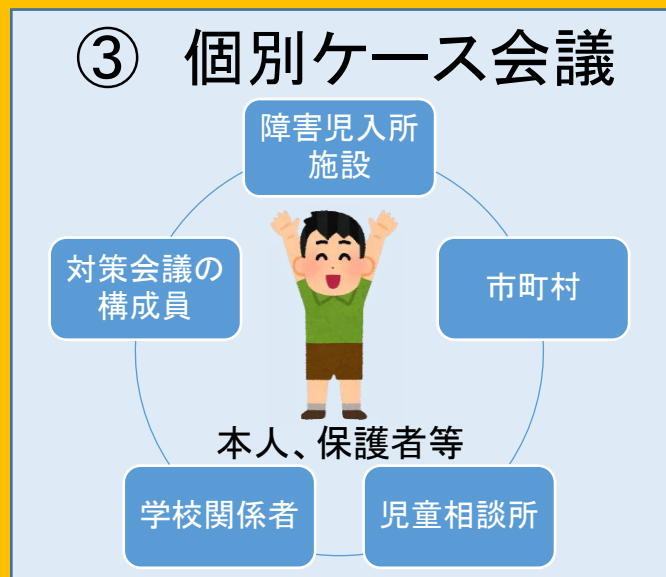 ③ 個別ケース会議
障害児入所
施設
対策会議の
構成員
市町村
本人、保護者等
学校関係者
児童相談所